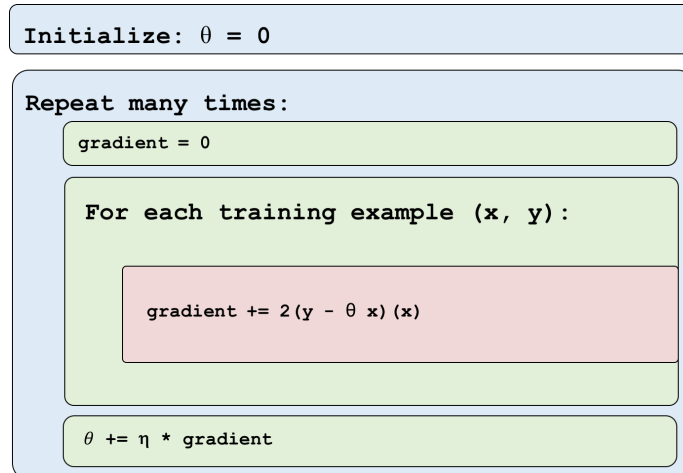 Initialize: θ = 0
Repeat many times:
gradient = 0
For each training example (x, y):
gradient += 2(y - θ x)(x)
θ += η * gradient